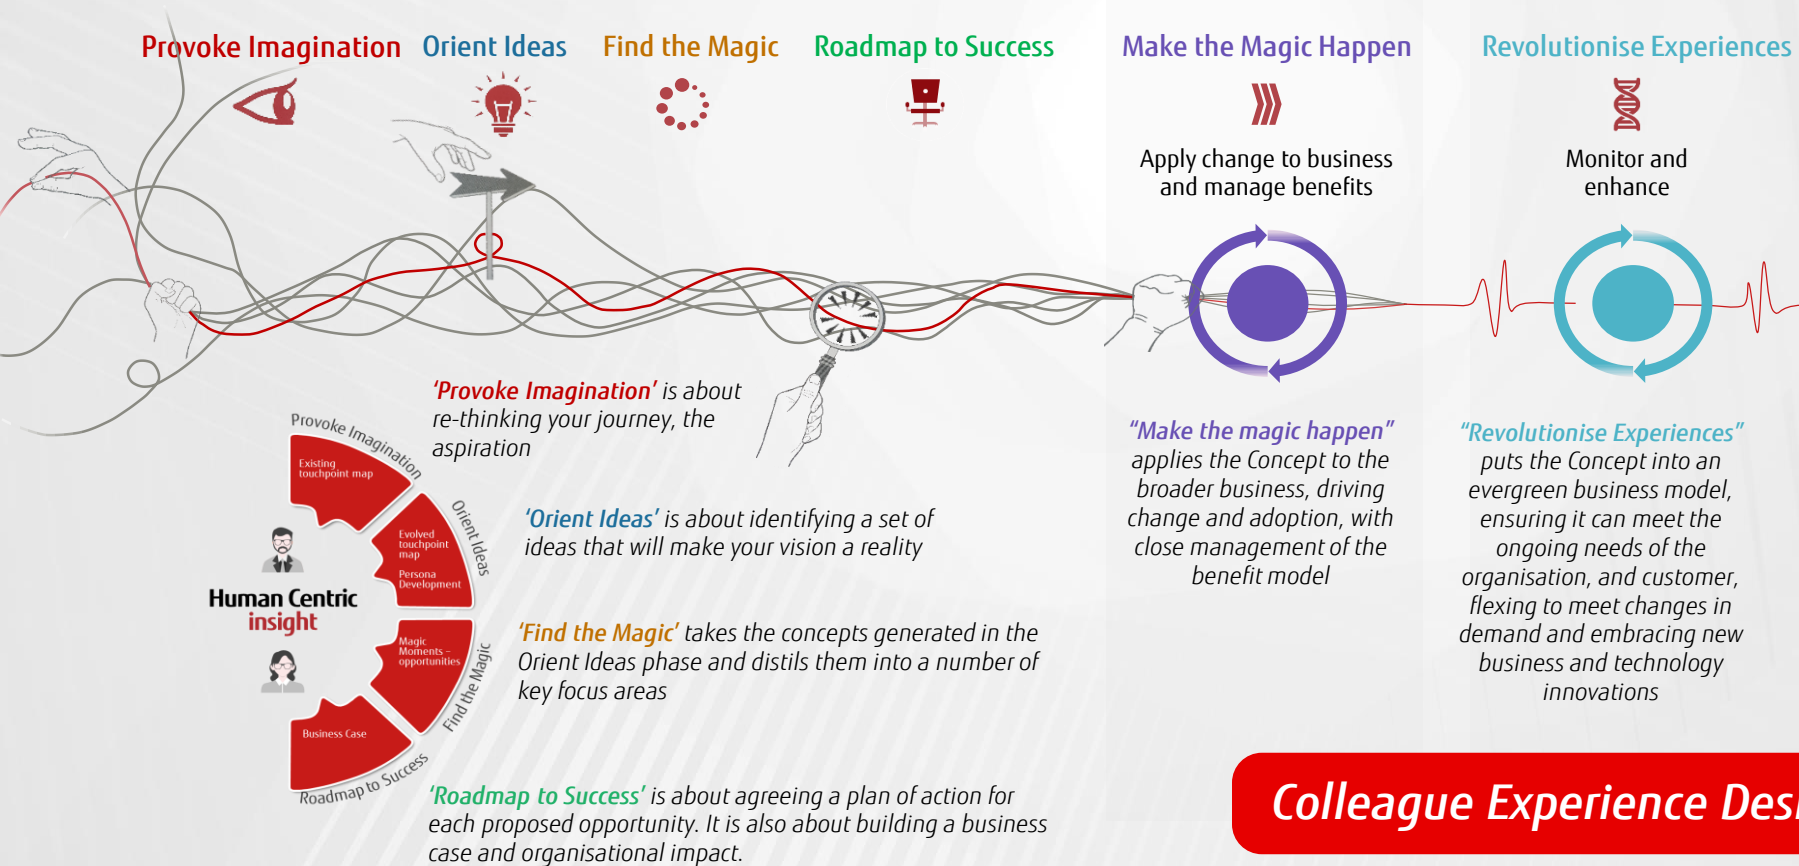 Provoke Imagination
Orient Ideas
Find the Magic
Roadmap to Success
Make the Magic Happen
Revolutionise Experiences
Apply change to business
and manage benefits
Monitor and
enhance
‘Provoke Imagination’ is about
re-thinking your journey, the
aspiration
‘Orient Ideas’ is about identifying a set of
ideas that will make your vision a reality
‘Find the Magic’ takes the concepts generated in the
Orient Ideas phase and distils them into a number of
key focus areas
‘Roadmap to Success’ is about agreeing a plan of action for
each proposed opportunity. It is also about building a business
case and organisational impact.
Provoke Imagination
Existing
touchpoint map
Orient Ideas
Evolved
touchpoint
map
Persona
Development
Human Centric
insight
Magic
Moments –
opportunities
Find the Magic
Business Case
Roadmap to Success
“Make the magic happen”
applies the Concept to the
broader business, driving
change and adoption, with
close management of the
benefit model
“Revolutionise Experiences”
puts the Concept into an
evergreen business model,
ensuring it can meet the
ongoing needs of the
organisation, and customer,
flexing to meet changes in
demand and embracing new
business and technology
innovations
Colleague Experience